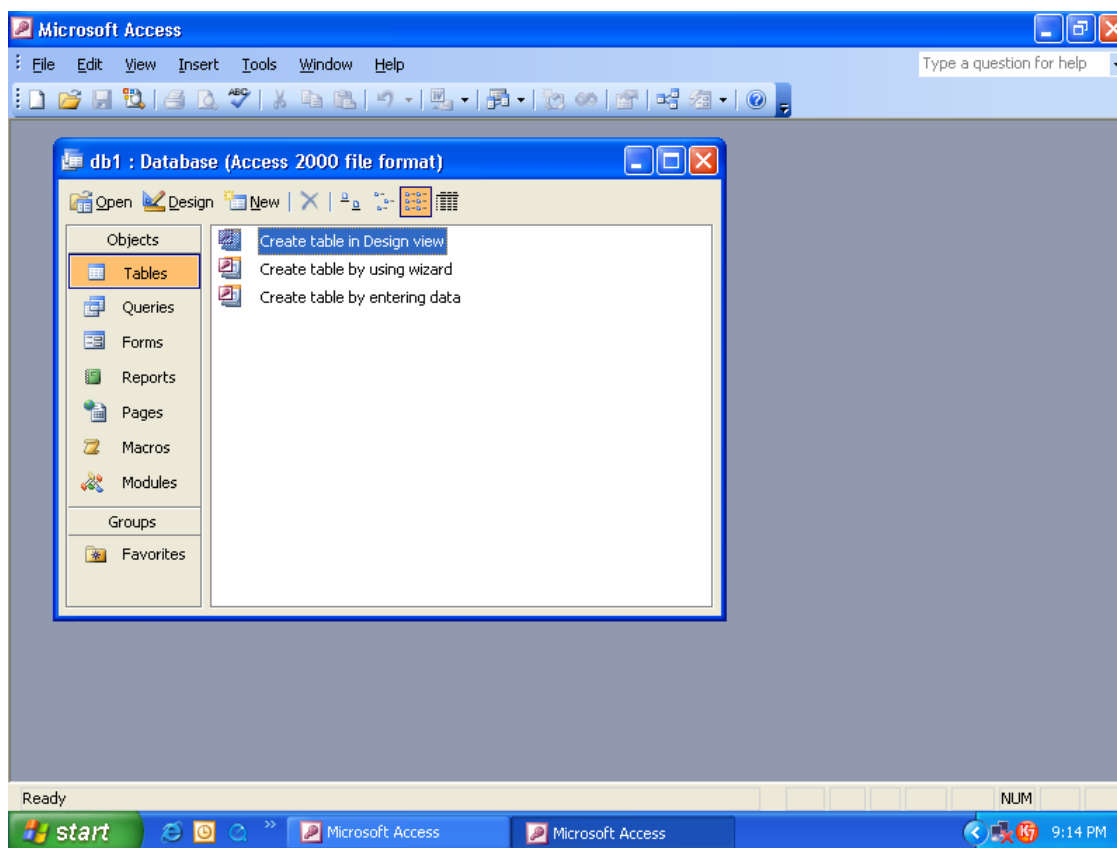 Microsoft Access
File Edit View Insert Tools Window Help Type a question for help
db1 : Database (Access 2000 file format)
Open Design New
Objects
Tables
Queries
Forms
Reports
Pages
Macros
Modules
Groups
Favorites
Create table in Design view
Create table by using wizard
Create table by entering data
Ready NUM
start Microsoft Access Microsoft Access 9:14 PM